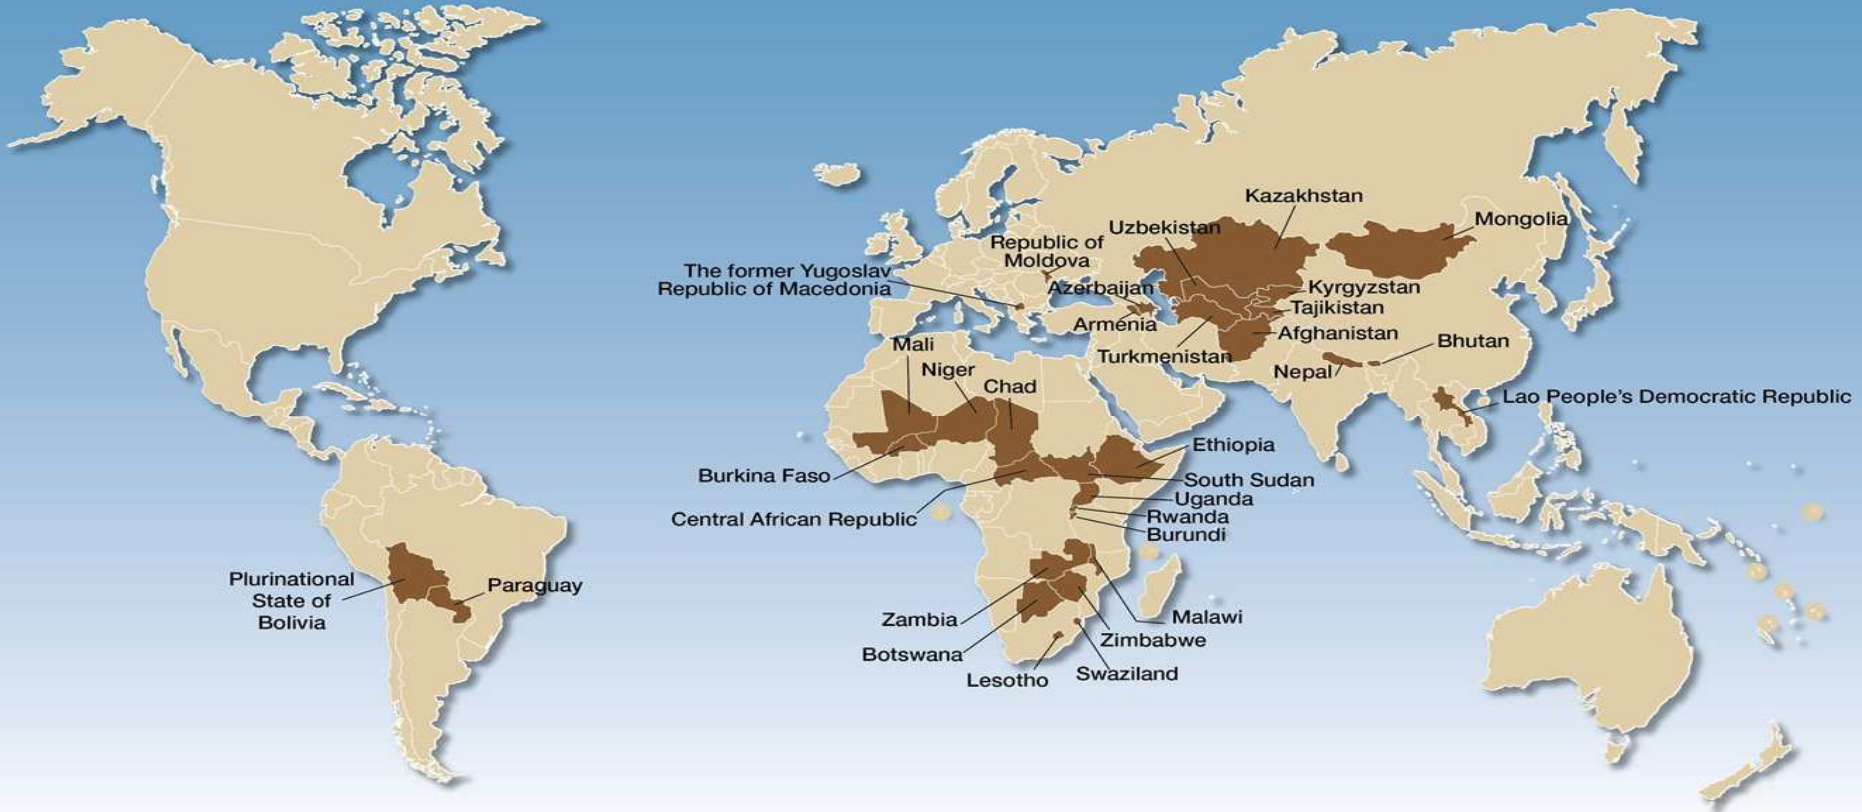 Kazakhstan
Mongolia
Uzbekistan
Republic of
Moldova
The former Yugoslav
Republic of Macedonia
Azerbaijan
Kyrgyzstan
Tajikistan
Armenia
Afghanistan
Turkmenistan
Bhutan
Nepal
Mali
Niger
Chad
Lao People's Democratic Republic
Ethiopia
Burkina Faso
South Sudan
Uganda
Central African Republic
Rwanda
Burundi
Plurinational
State of
Bolivia
Paraguay
Zambia
Malawi
Zimbabwe
Botswana
Lesotho
Swaziland